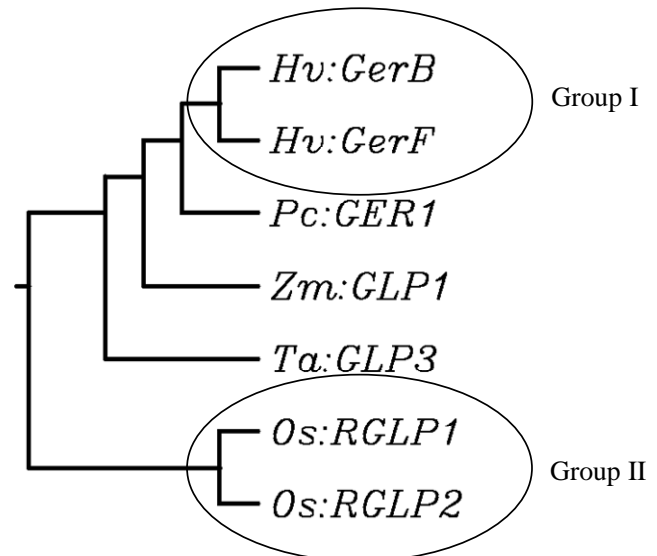 Hv:GerB
Group I
Hv:GerF
Pc:GER1
Zm:GLP1
Ta:GLP3
Os:RGLP1
Group II
Os:RGLP2